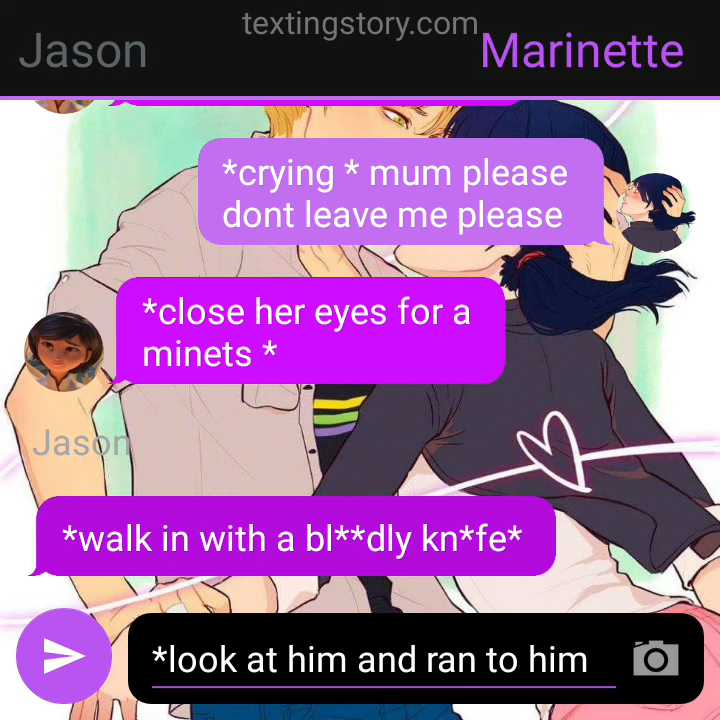 textingstory.com
Jason
Marinette
*crying * mum please
dont leave me please
*close her eyes for a
minets *
Jason
*walk in with a bl**dly kn*fe*
*look at him and ran to him